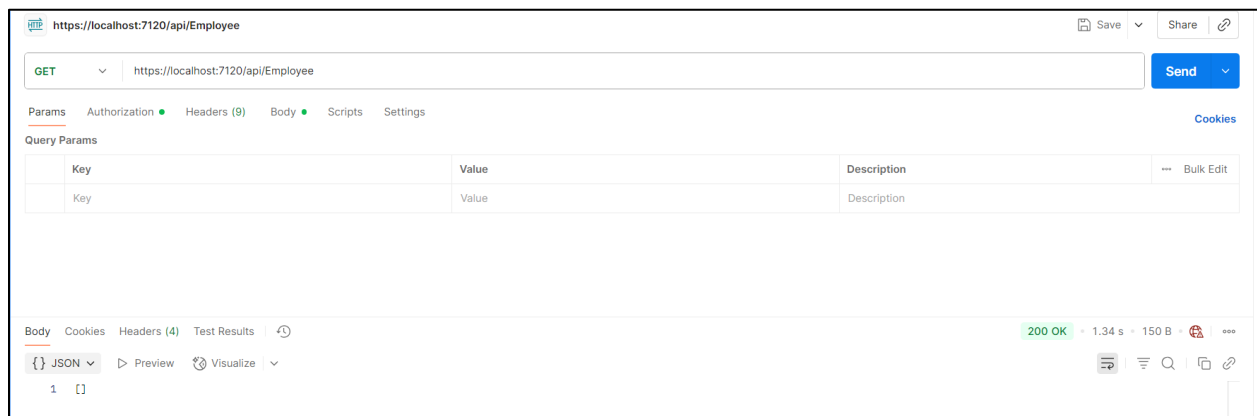 HTTP https://localhost:7120/api/Employee Save Share
GET https://localhost:7120/api/Employee Send
Params Authorization Headers (9) Body Scripts Settings Cookies
Query Params
Key Value Description Bulk Edit
Key Value Description
Body Cookies Headers (4) Test Results 200 OK 1.34 s 150 B
{} JSON Preview Visualize
1 []